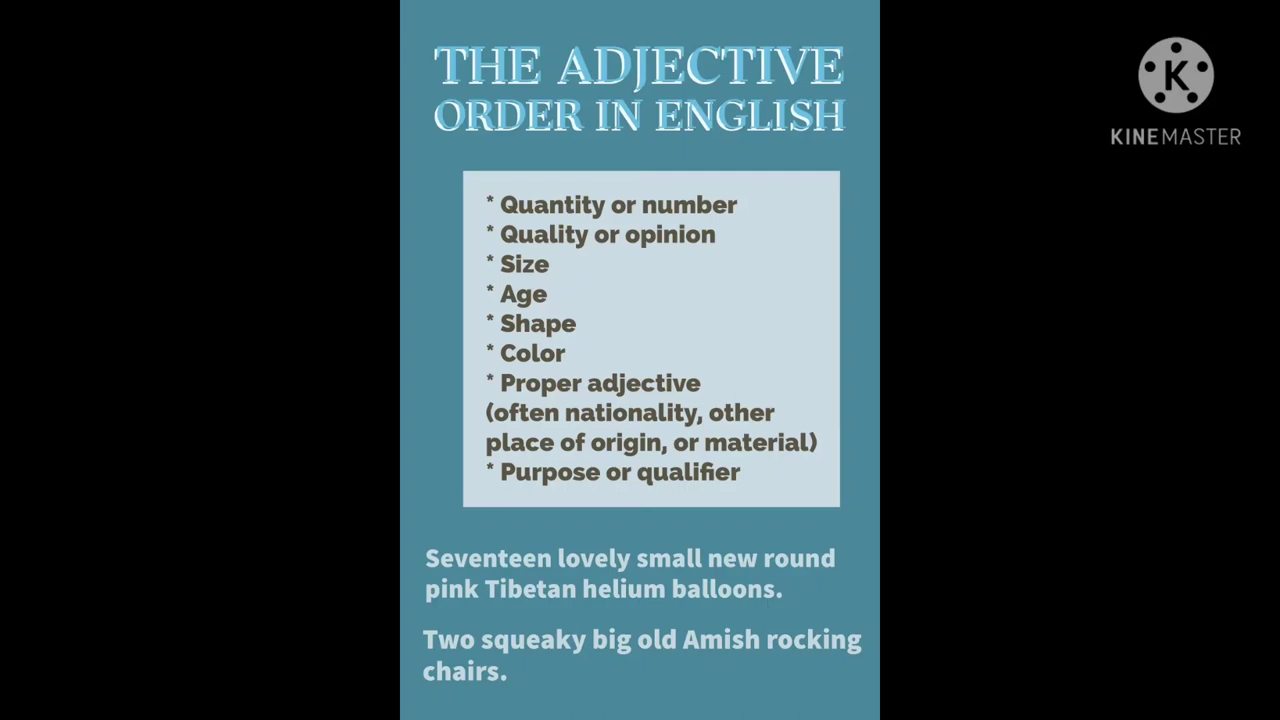 THE ADJECTIVE
ORDER IN ENGLISH
* Quantity or number
* Quality or opinion
* Size
* Age
* Shape
* Color
* Proper adjective
(often nationality, other
place of origin, or material)
* Purpose or qualifier
Seventeen lovely small new round
pink Tibetan helium balloons.
Two squeaky big old Amish rocking
chairs.
K
KINEMASTER